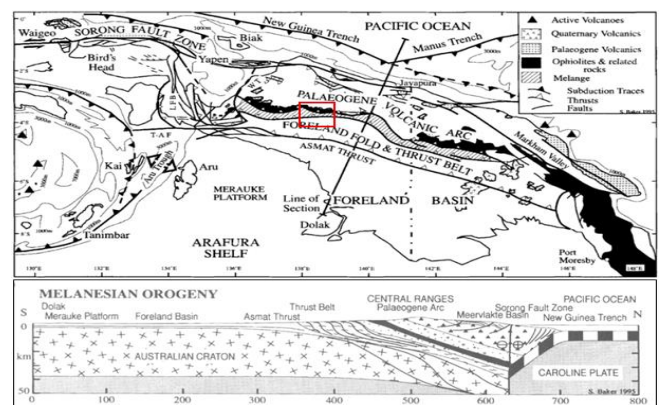 PACIFIC OCEAN
New Guinea Trench
Manus Trench
Waigeo
SORONG FAULT ZONE
Biak
Bird's
Head
Yapen
Jayapura
LFB
PALAEOGENE VOLCANIC ARC
T-A F
FORELAND FOLD & THRUST BELT
ASMAT THRUST
Markham Valley
Kai
Aru Trough
Aru
MERAUKE
PLATFORM
Line of
Section
FORELAND BASIN
Dolak
Tanimbar
ARAFURA
SHELF
Port
Moresby
Active Volcanoes
Quaternary Volcanics
Palaeogene Volcanics
Ophiolites & related
rocks
Melange
Subduction Traces
Thrusts
Faults
S. Baker 1995
MELANESIAN OROGENY
S
Dolak
Merauke Platform
Foreland Basin
Asmat Thrust
Thrust Belt
CENTRAL RANGES
Palaeogene Arc
Meervlakte Basin
Sorong Fault Zone
PACIFIC OCEAN
New Guinea Trench
N
0
km
50
AUSTRALIAN CRATON
CAROLINE PLATE
S. Baker 1995
0 100 200 300 400 500 600 700 800